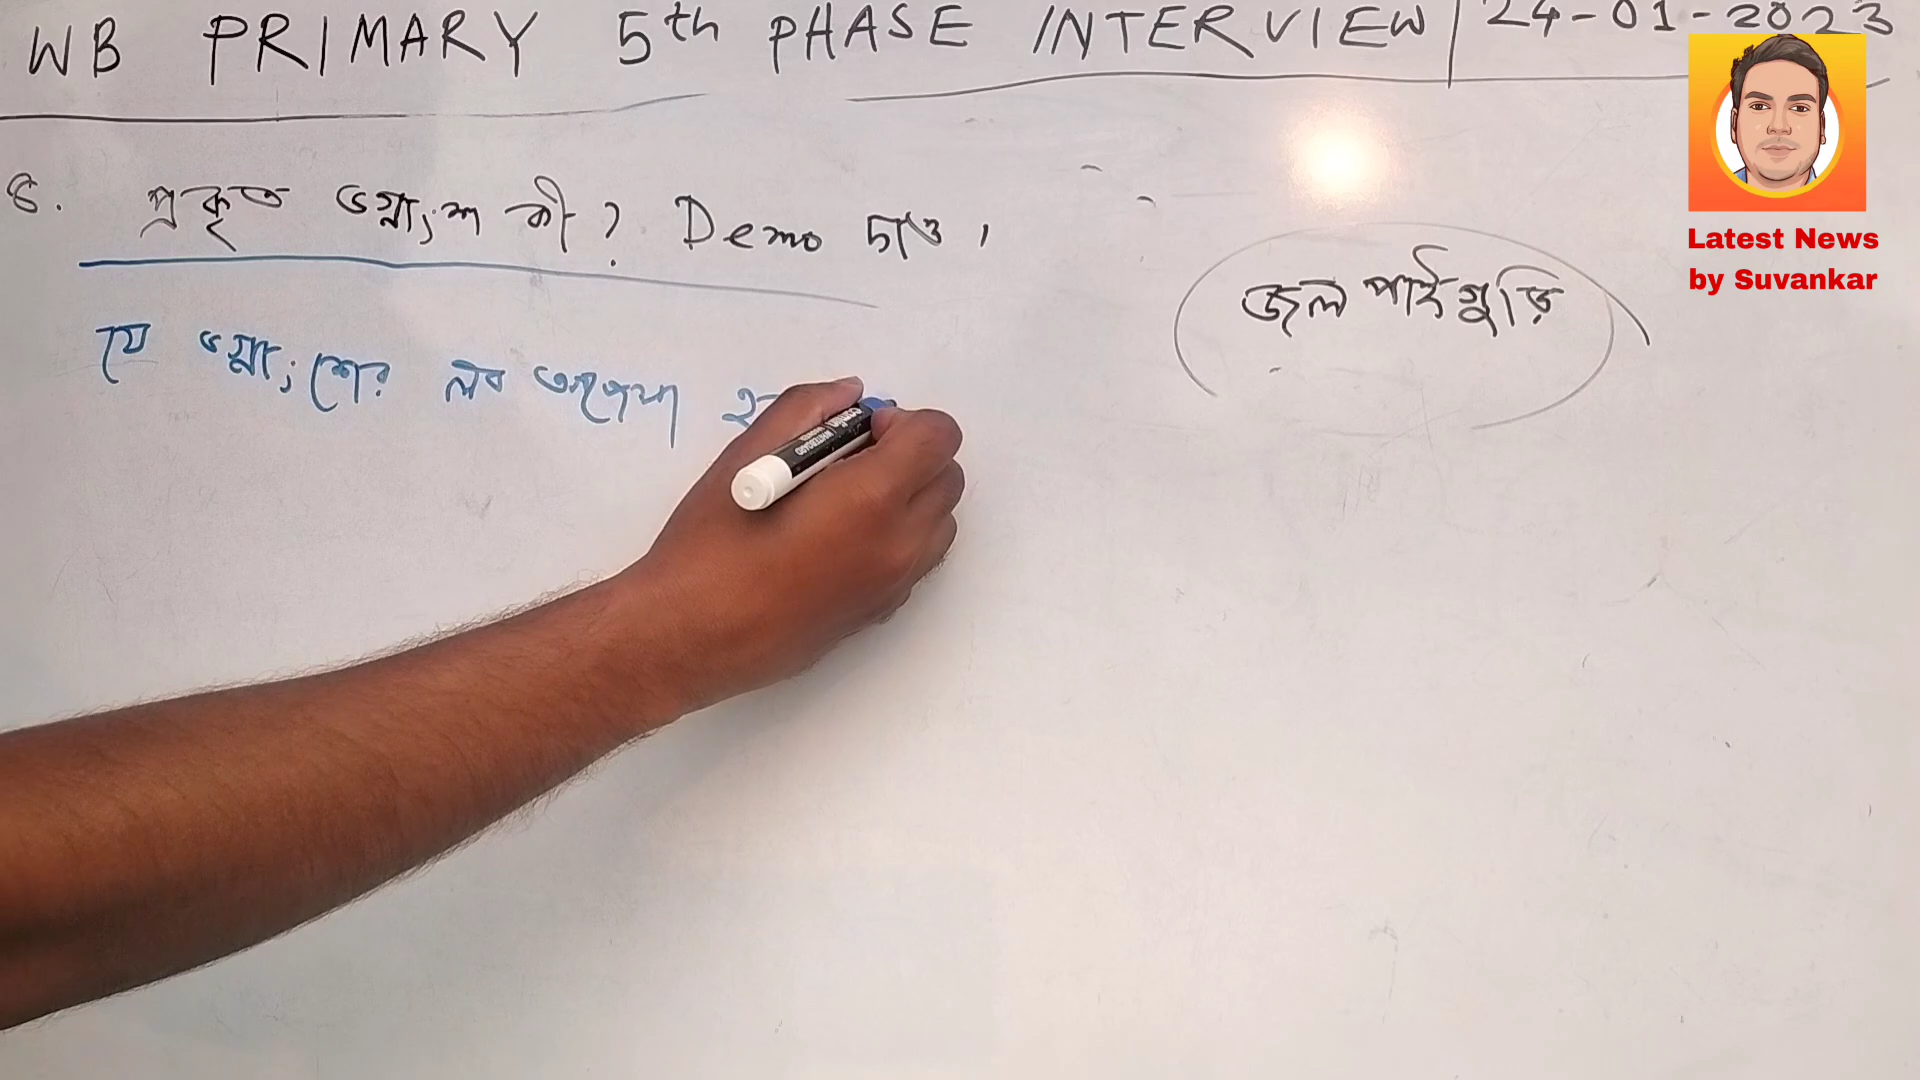 WB PRIMARY 5th PHASE INTERVIEW | 24-01-2023
৪. প্রকৃত ভগ্নাংশ কী? Demo দাও।
জলপাইগুড়ি
যে ভগ্নাংশের লব অপেক্ষা
Latest News
by Suvankar